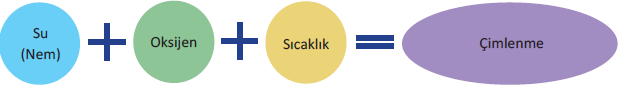 Su
(Nem)
Oksijen
Sıcaklık
Çimlenme